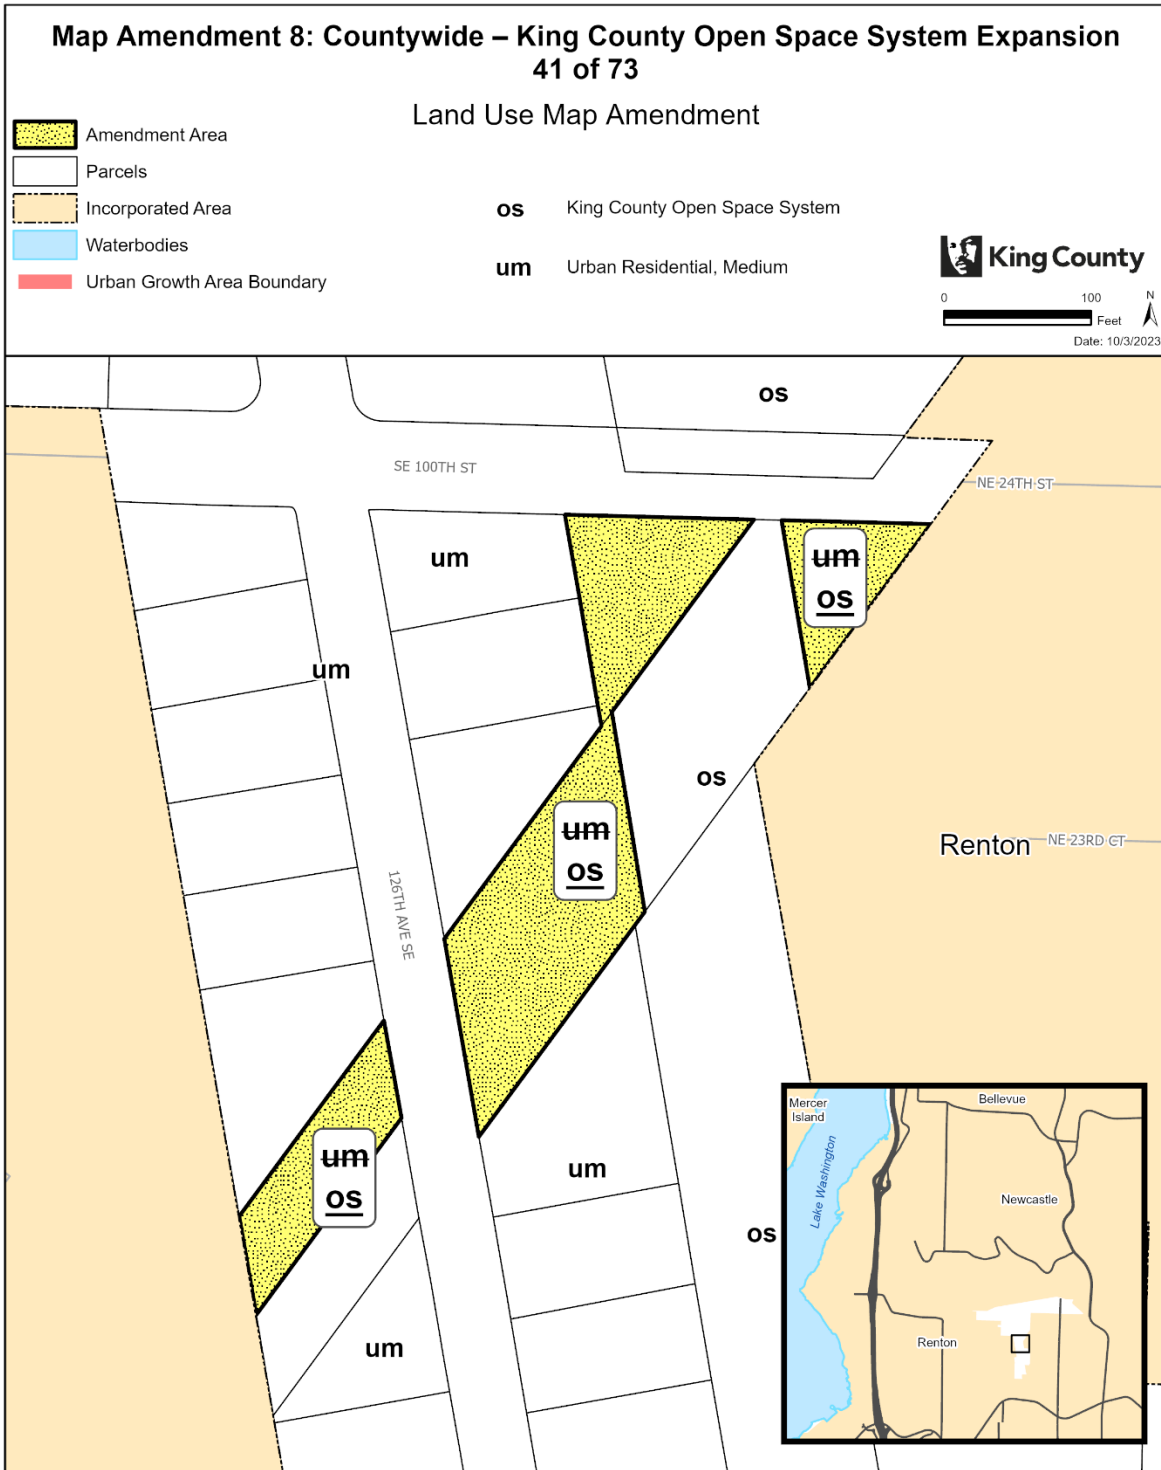 Map Amendment 8: Countywide – King County Open Space System Expansion
41 of 73
Land Use Map Amendment
Amendment Area
Parcels
Incorporated Area
Waterbodies
Urban Growth Area Boundary
os King County Open Space System
um Urban Residential, Medium
King County
0 100
Feet
N
Date: 10/3/2023
os
SE 100TH ST
NE 24TH ST
um
um
os
um
os
um
os
Renton
NE 23RD CT
um
os
126TH AVE SE
um
os
um
os
um
Mercer
Island
Bellevue
Lake Washington
Newcastle
Renton